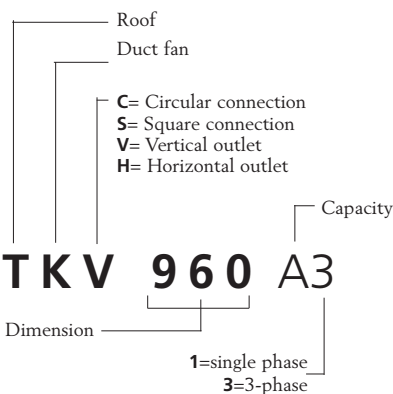 Roof
Duct fan
C= Circular connection
S= Square connection
V= Vertical outlet
H= Horizontal outlet
Capacity
TKV 960 A3
Dimension
1=single phase
3=3-phase